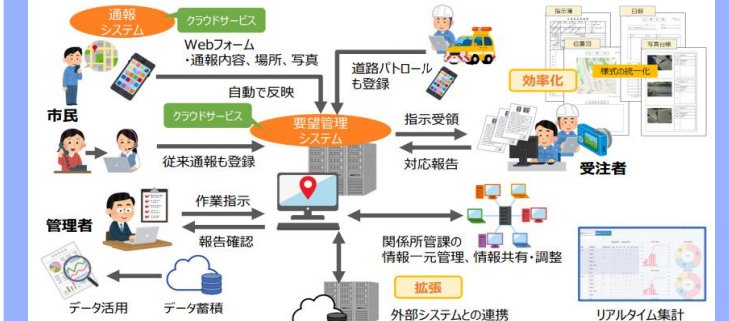 通報
システム
クラウドサービス
Webフォーム
・通報内容、場所、写真
自動で反映
市民
道路パトロール
も登録
指示簿
日報
位置図
写真台帳
様式の統一化
効率化
クラウドサービス
要望管理
システム
従来通報も登録
指示受領
対応報告
日報
受注者
管理者
作業指示
報告確認
関係所管課の
情報一元管理、情報共有・調整
データ活用
データ蓄積
拡張
外部システムとの連携
リアルタイム集計